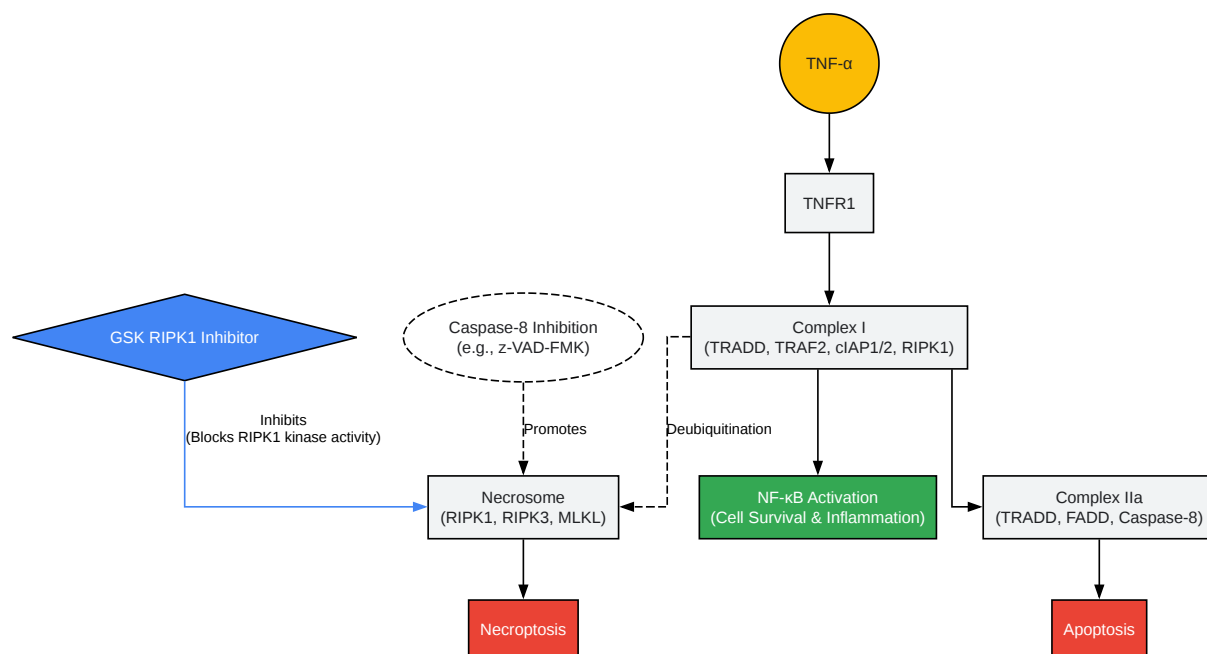 TNF-α
TNFR1
GSK RIPK1 Inhibitor
Caspase-8 Inhibition
(e.g., z-VAD-FMK)
Complex I
(TRADD, TRAF2, cIAP1/2, RIPK1)
Inhibits
(Blocks RIPK1 kinase activity)
Promotes
Deubiquitination
Necrosome
(RIPK1, RIPK3, MLKL)
NF-κB Activation
(Cell Survival & Inflammation)
Complex IIa
(TRADD, FADD, Caspase-8)
Necroptosis
Apoptosis